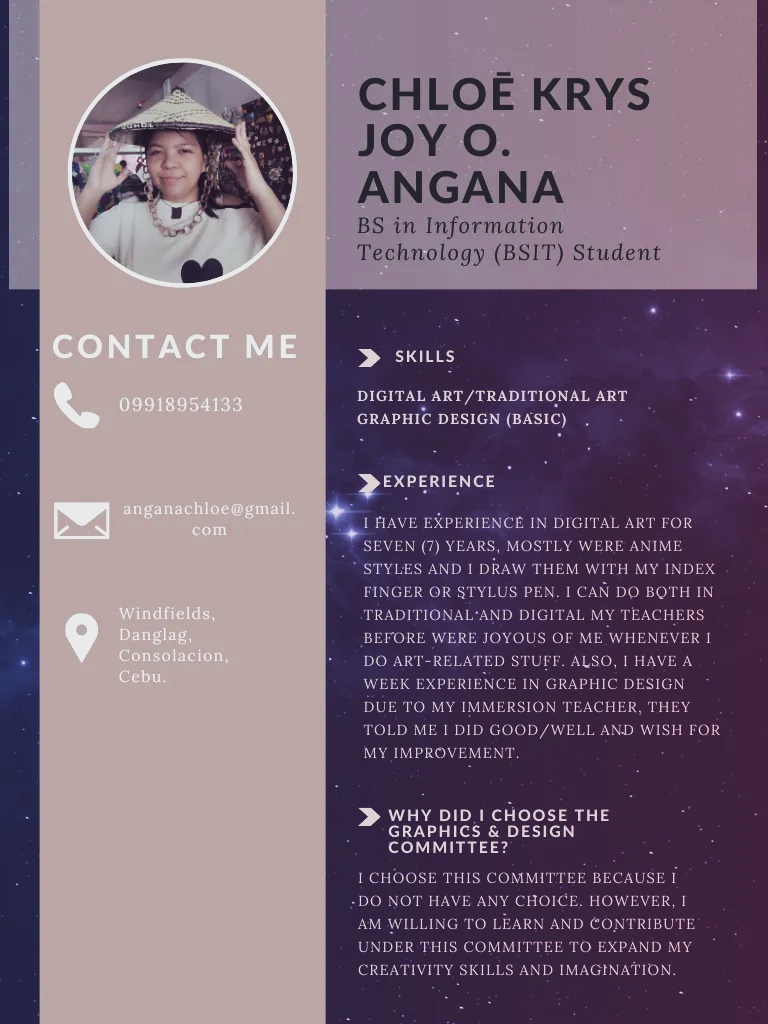 CHLOĒ KRYS
JOY O.
ANGANA
BS in Information
Technology (BSIT) Student
CONTACT ME
09918954133
anganachloe@gmail.
com
Windfields,
Danglag,
Consolacion,
Cebu.
SKILLS
DIGITAL ART/TRADITIONAL ART
GRAPHIC DESIGN (BASIC)
EXPERIENCE
I HAVE EXPERIENCE IN DIGITAL ART FOR
SEVEN (7) YEARS, MOSTLY WERE ANIME
STYLES AND I DRAW THEM WITH MY INDEX
FINGER OR STYLUS PEN. I CAN DO BOTH IN
TRADITIONAL AND DIGITAL MY TEACHERS
BEFORE WERE JOYOUS OF ME WHENEVER I
DO ART-RELATED STUFF. ALSO, I HAVE A
WEEK EXPERIENCE IN GRAPHIC DESIGN
DUE TO MY IMMERSION TEACHER, THEY
TOLD ME I DID GOOD/WELL AND WISH FOR
MY IMPROVEMENT.
WHY DID I CHOOSE THE
GRAPHICS & DESIGN
COMMITTEE?
I CHOOSE THIS COMMITTEE BECAUSE I
DO NOT HAVE ANY CHOICE. HOWEVER, I
AM WILLING TO LEARN AND CONTRIBUTE
UNDER THIS COMMITTEE TO EXPAND MY
CREATIVITY SKILLS AND IMAGINATION.